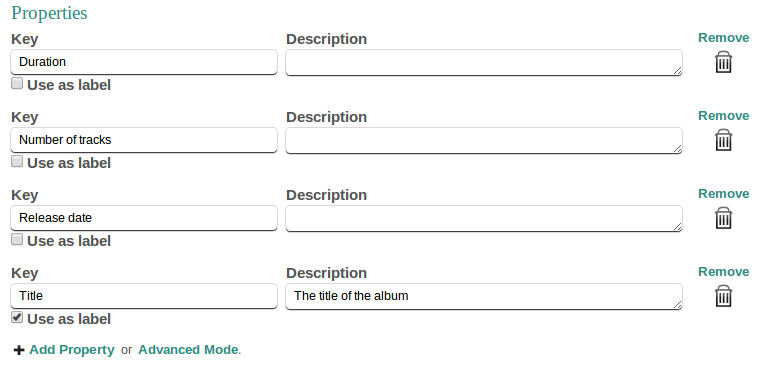 Properties
Key Description Remove
Duration
Use as label
Key Description Remove
Number of tracks
Use as label
Key Description Remove
Release date
Use as label
Key Description Remove
Title The title of the album
Use as label
Add Property or Advanced Mode.